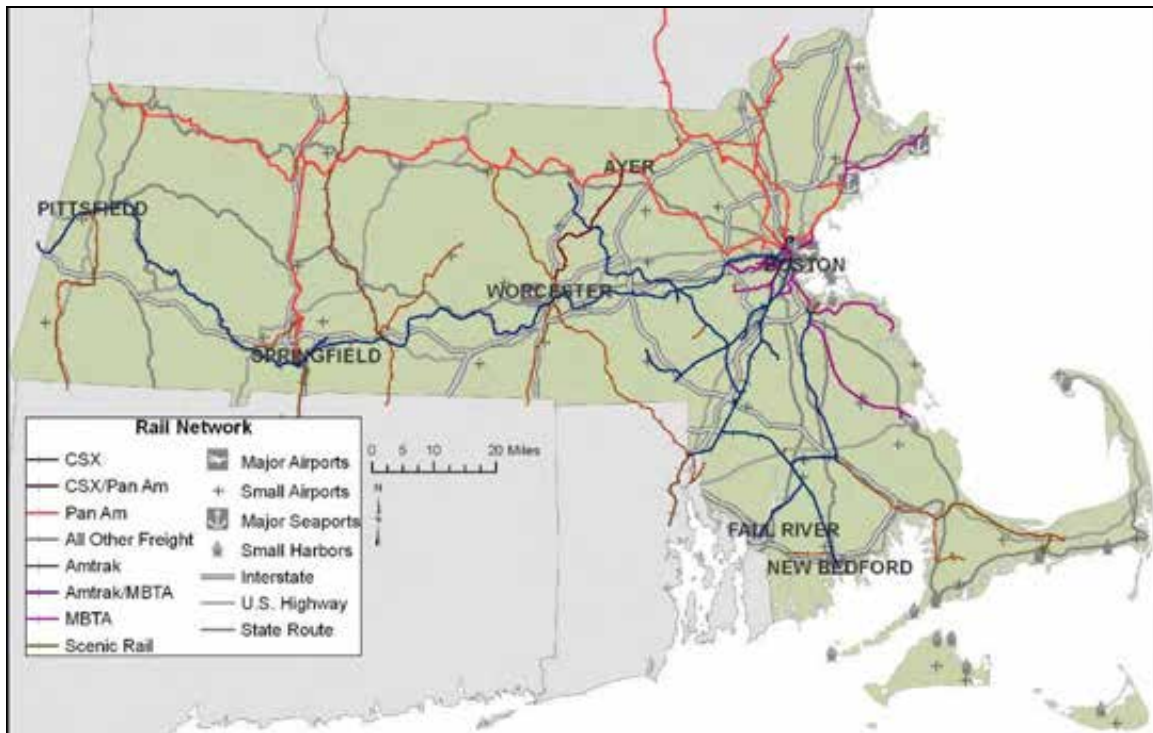 AYER
PITTSFIELD
BOSTON
WORCESTER
SPRINGFIELD
Rail Network
CSX
CSX/Pan Am
Pan Am
All Other Freight
Amtrak
Amtrak/MBTA
MBTA
Scenic Rail
Major Airports
Small Airports
Major Seaports
Small Harbors
Interstate
U.S. Highway
State Route
0 5 10 20 Miles
N
FALL RIVER
NEW BEDFORD